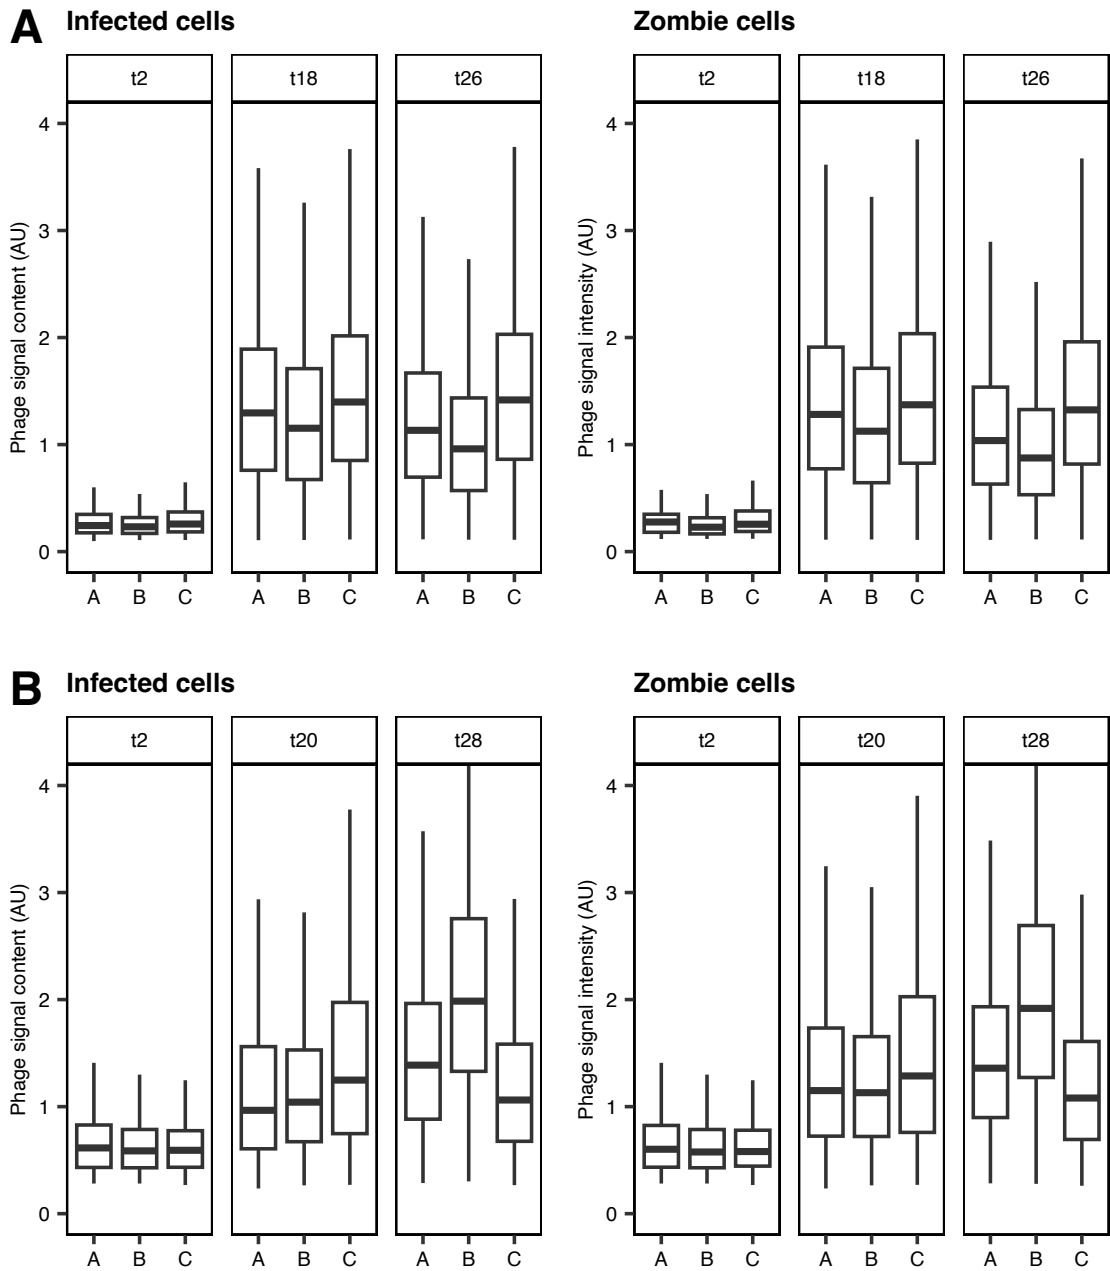 A Infected cells Zombie cells
t2 t18 t26 t2 t18 t26
Phage signal content (AU)
4
3
2
1
0
Phage signal intensity (AU)
4
3
2
1
0
A B C A B C A B C A B C A B C A B C
B Infected cells Zombie cells
t2 t20 t28 t2 t20 t28
Phage signal content (AU)
4
3
2
1
0
Phage signal intensity (AU)
4
3
2
1
0
A B C A B C A B C A B C A B C A B C